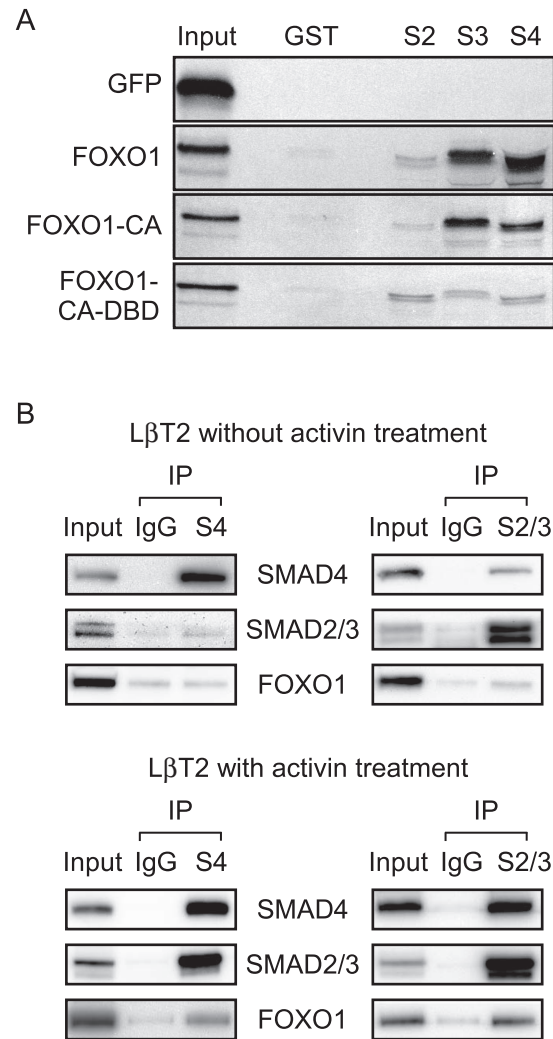 A
Input GST S2 S3 S4
GFP
FOXO1
FOXO1-CA
FOXO1-
CA-DBD
B
LβT2 without activin treatment
IP IP
Input IgG S4 Input IgG S2/3
SMAD4
SMAD2/3
FOXO1
LβT2 with activin treatment
IP IP
Input IgG S4 Input IgG S2/3
SMAD4
SMAD2/3
FOXO1